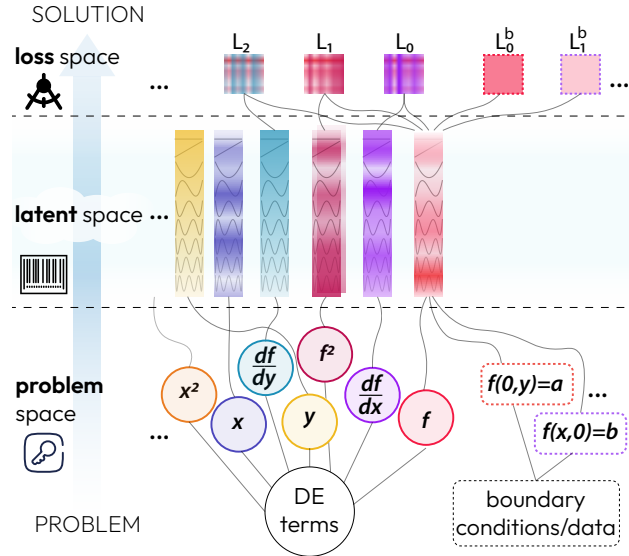 SOLUTION
loss space
...
L₂
L₁
L₀
L₀ᵇ
L₁ᵇ
...
latent space
...
problem
space
...
x²
x
df
dy
y
f²
df
dx
f
f(0,y)=a
...
f(x,0)=b
DE
terms
boundary
conditions/data
PROBLEM